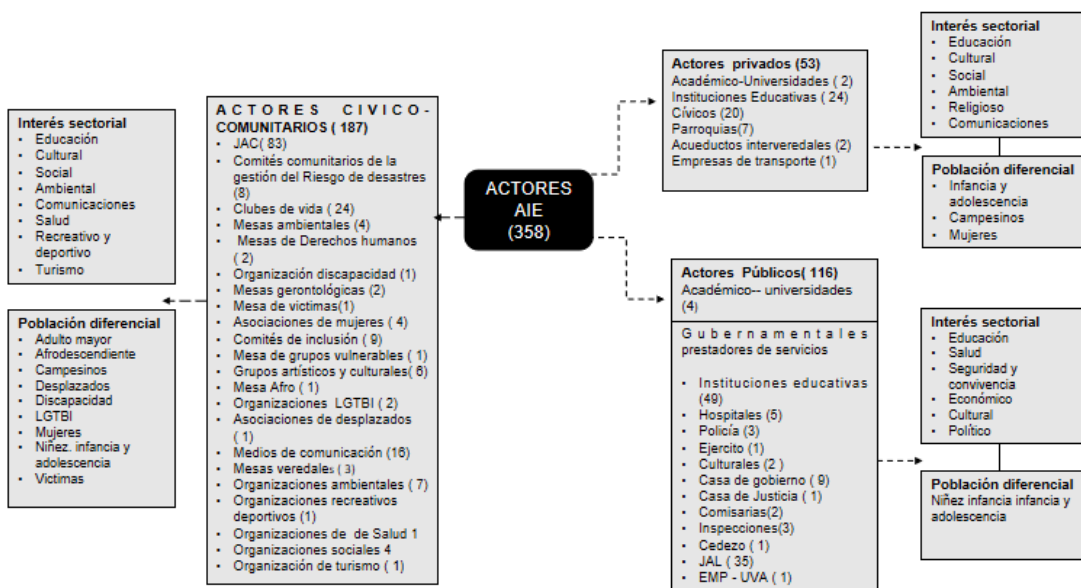 Interés sectorial
• Educación
• Cultural
• Social
• Ambiental
• Comunicaciones
• Salud
• Recreativo y
deportivo
• Turismo
Población diferencial
• Adulto mayor
• Afrodescendiente
• Campesinos
• Desplazados
• Discapacidad
• LGTBI
• Mujeres
• Niñez. infancia y
adolescencia
• Victimas
ACTORES CIVICO-
COMUNITARIOS ( 187)
• JAC( 83)
• Comités comunitarios de la
gestión del Riesgo de desastres
(8)
• Clubes de vida ( 24)
• Mesas ambientales (4)
• Mesas de Derechos humanos
( 2)
• Organización discapacidad (1)
• Mesas gerontológicas (2)
• Mesa de victimas(1)
• Asociaciones de mujeres ( 4)
• Comités de inclusión ( 9)
• Mesa de grupos vulnerables ( 1)
• Grupos artísticos y culturales( 6)
• Mesa Afro ( 1)
• Organizaciones LGTBI ( 2)
• Asociaciones de desplazados
( 1)
• Medios de comunicación (16)
• Mesas veredales ( 3)
• Organizaciones ambientales ( 7)
• Organizaciones recreativos
deportivos (1)
• Organizaciones de de Salud 1
• Organizaciones sociales 4
• Organización de turismo ( 1)
ACTORES
AIE
(358)
Actores privados (53)
Académico-Universidades ( 2)
Instituciones Educativas ( 24)
Cívicos (20)
Parroquias(7)
Acueductos interveredales (2)
Empresas de transporte (1)
Interés sectorial
• Educación
• Cultural
• Social
• Ambiental
• Religioso
• Comunicaciones
Población diferencial
• Infancia y
adolescencia
• Campesinos
• Mujeres
Actores Públicos( 116)
Académico-- universidades
(4)
Gubernamentales
prestadores de servicios
• Instituciones educativas
(49)
• Hospitales (5)
• Policía (3)
• Ejercito (1)
• Culturales (2 )
• Casa de gobierno ( 9)
• Casa de Justicia ( 1)
• Comisarias(2)
• Inspecciones(3)
• Cedezo ( 1)
• JAL ( 35)
• EMP - UVA ( 1)
Interés sectorial
• Educación
• Salud
• Seguridad y
convivencia
• Económico
• Cultural
• Político
Población diferencial
Niñez infancia infancia y
adolescencia